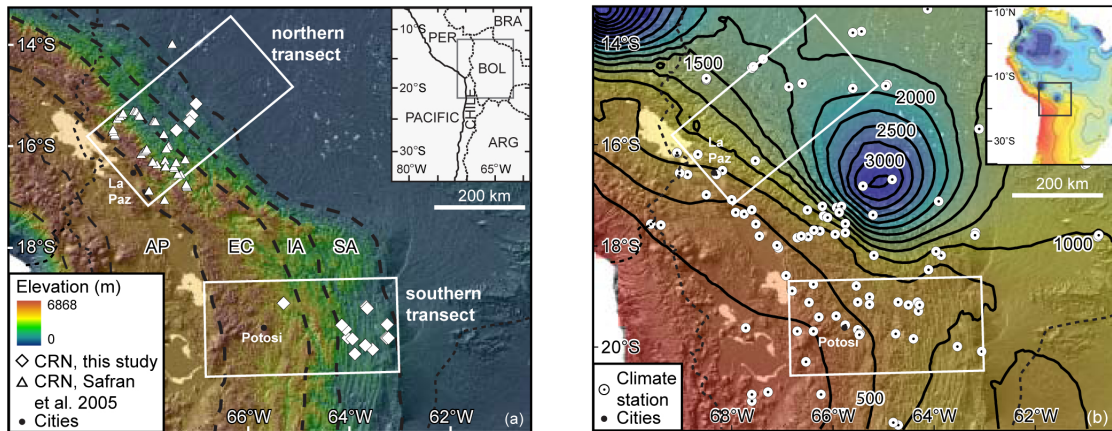 14°S
16°S
18°S
northern
transect
La
Paz
AP
EC
IA
SA
southern
transect
Potosi
66°W
64°W
62°W
(a)
10°S
20°S
PER
BRA
BOL
PACIFIC
CHILE
ARG
80°W
65°W
200 km
Elevation (m)
6868
0
CRN, this study
CRN, Safran
et al. 2005
Cities
14°S
16°S
18°S
20°S
1500
2000
2500
3000
1000
500
La
Paz
Potosi
68°W
66°W
64°W
62°W
(b)
10°N
10°S
30°S
200 km
Climate
station
Cities